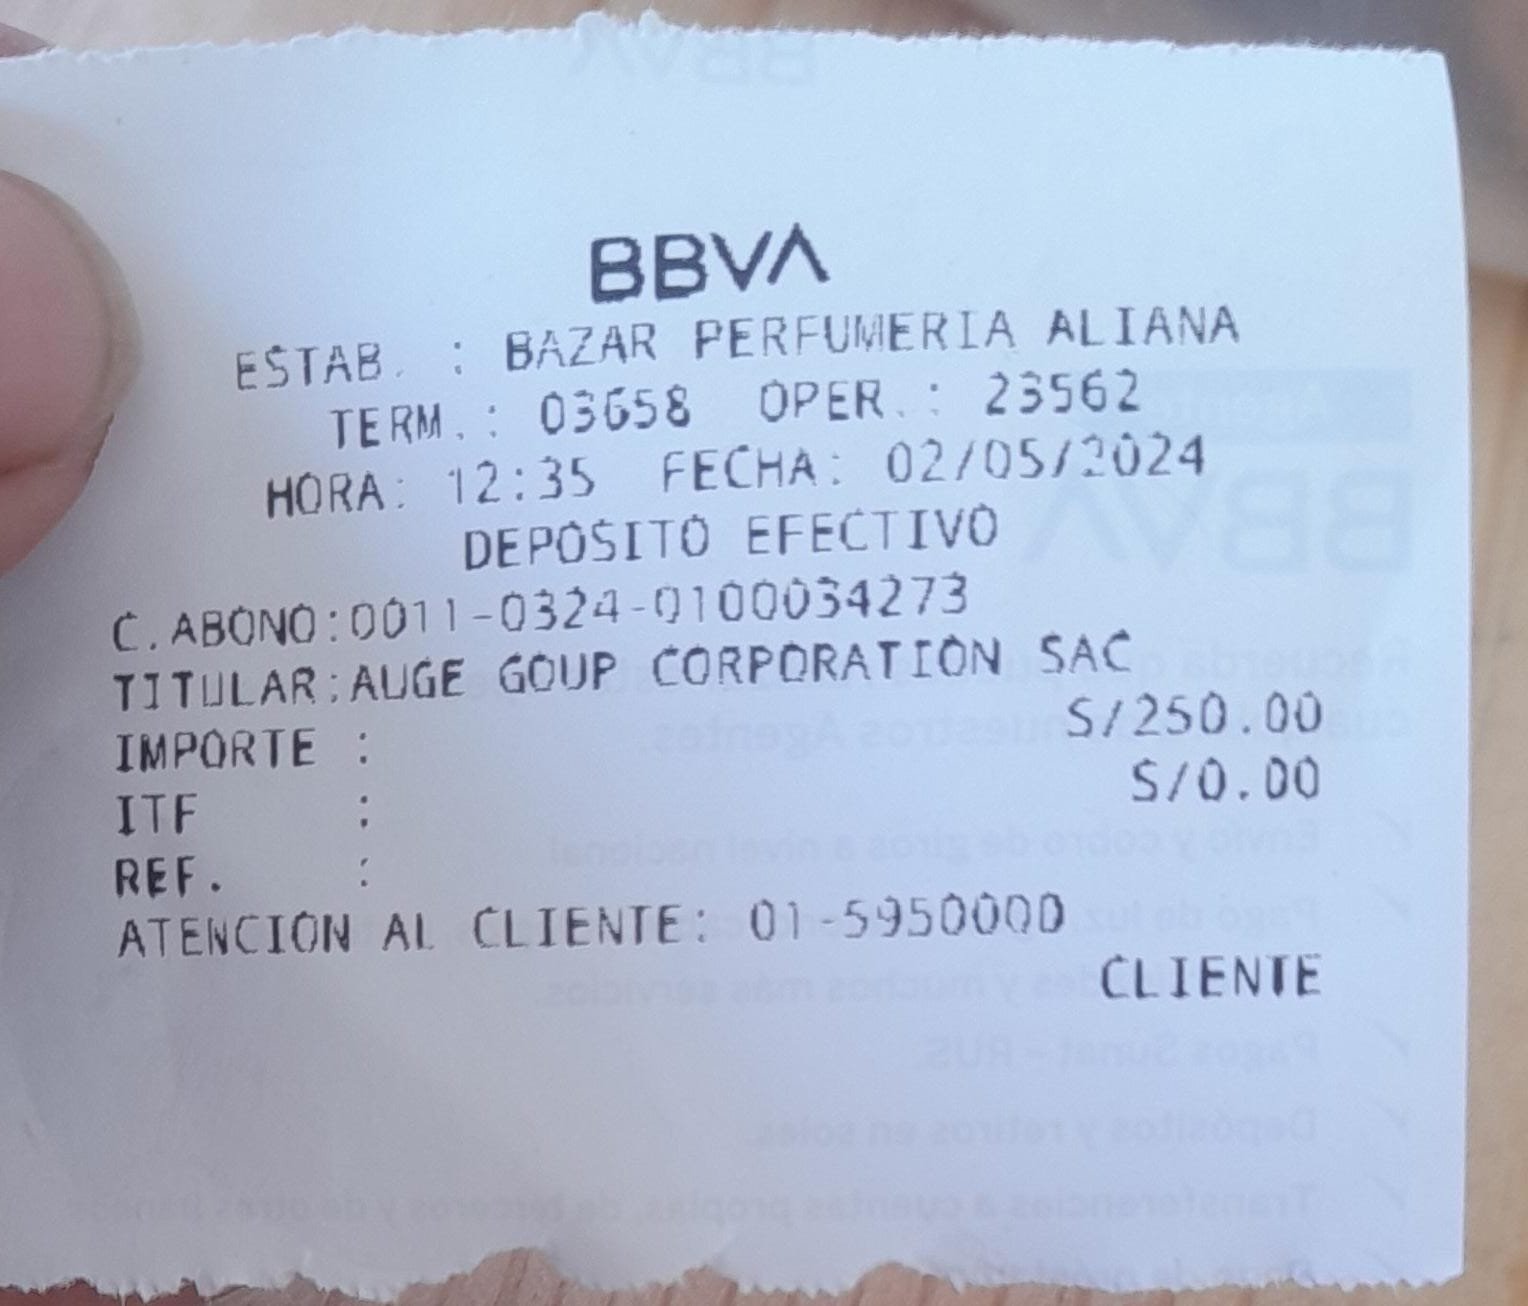 BBVA
ESTAB. : BAZAR PERFUMERIA ALIANA
TERM.: 03658 OPER.: 23562
HORA: 12:35 FECHA: 02/05/2024
DEPOSITO EFECTIVO
C.ABONO:0011-0324-0100034273
TITULAR:AUGE GOUP CORPORATION SAC
IMPORTE : S/250.00
ITF : S/0.00
REF. :
ATENCION AL CLIENTE: 01-5950000
CLIENTE